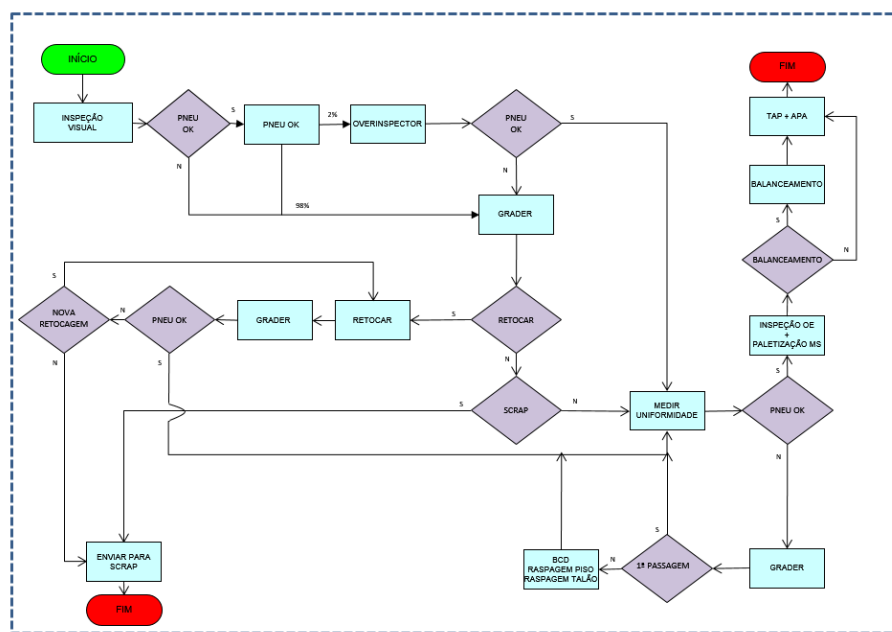 INÍCIO
FIM
INSPEÇÃO
VISUAL
PNEU
OK
S
PNEU OK
2%
OVERINSPECTOR
PNEU
OK
S
TAP + APA
N
98%
N
GRADER
BALANCEAMENTO
S
BALANCEAMENTO
N
S
NOVA
RETOCAGEM
N
PNEU OK
GRADER
RETOCAR
S
RETOCAR
INSPEÇÃO OE
+
PALETIZAÇÃO MS
N
S
N
S
S
SCRAP
N
MEDIR
UNIFORMIDADE
PNEU OK
N
S
ENVIAR PARA
SCRAP
BCD
RASPAGEM PISO
RASPAGEM TALÃO
N
1ª PASSAGEM
GRADER
FIM